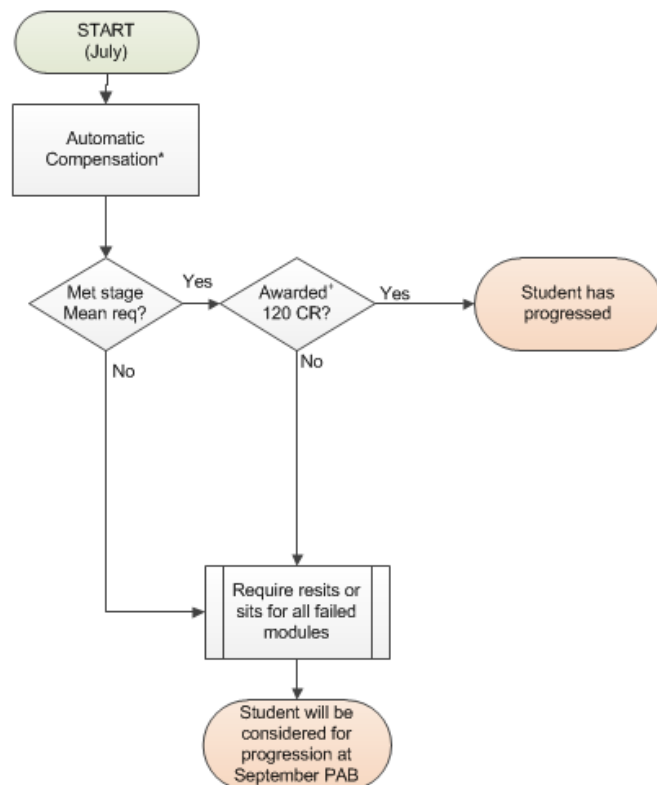 START
(July)
Automatic
Compensation*
Met stage
Mean req?
Yes
Awarded+
120 CR?
Yes
Student has
progressed
No
No
Require resits or
sits for all failed
modules
Student will be
considered for
progression at
September PAB